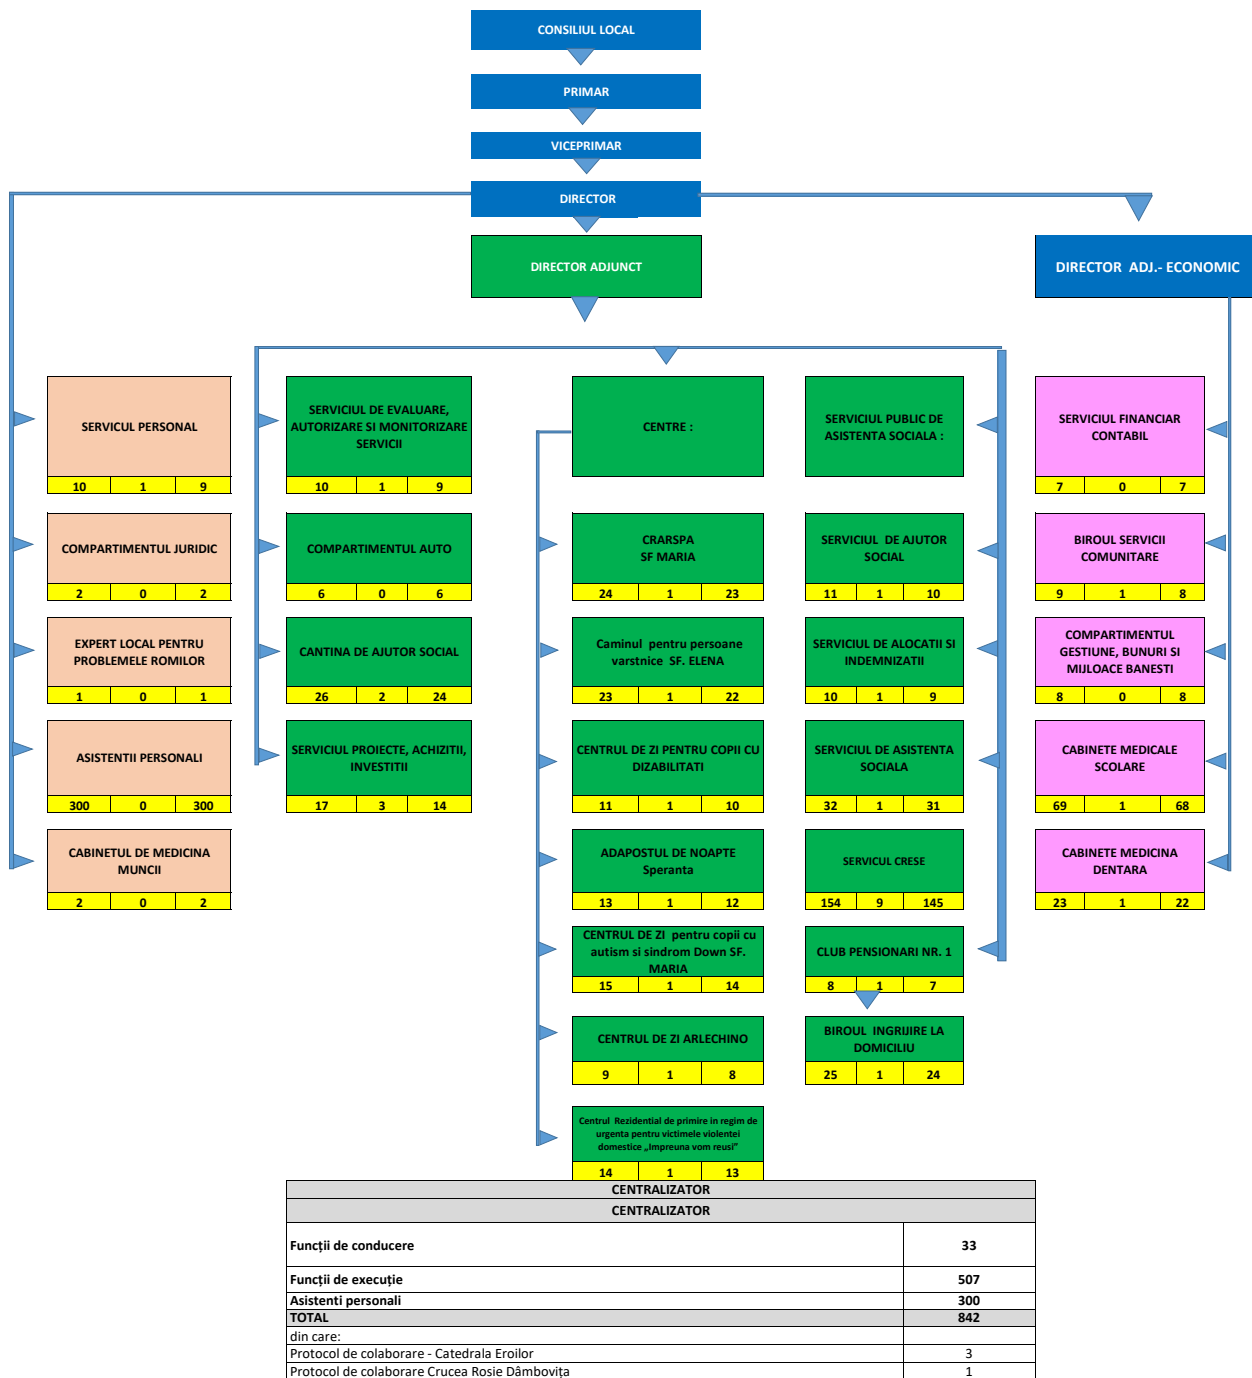 CONSILIUL LOCAL
PRIMAR
VICEPRIMAR
DIRECTOR
DIRECTOR ADJUNCT
DIRECTOR ADJ.- ECONOMIC
SERVICUL PERSONAL
10 1 9
COMPARTIMENTUL JURIDIC
2 0 2
EXPERT LOCAL PENTRU
PROBLEMELE ROMILOR
1 0 1
ASISTENTII PERSONALI
300 0 300
CABINETUL DE MEDICINA
MUNCII
2 0 2
SERVICIUL DE EVALUARE,
AUTORIZARE SI MONITORIZARE
SERVICII
10 1 9
COMPARTIMENTUL AUTO
6 0 6
CANTINA DE AJUTOR SOCIAL
26 2 24
SERVICIUL PROIECTE, ACHIZITII,
INVESTITII
17 3 14
CENTRE :
CRARSPA
SF MARIA
24 1 23
Caminul pentru persoane
varstnice SF. ELENA
23 1 22
CENTRUL DE ZI PENTRU COPII CU
DIZABILITATI
11 1 10
ADAPOSTUL DE NOAPTE
Speranta
13 1 12
CENTRUL DE ZI pentru copii cu
autism si sindrom Down SF.
MARIA
15 1 14
CENTRUL DE ZI ARLECHINO
9 1 8
Centrul Rezidential de primire in regim de
urgenta pentru victimele violentei
domestice „Impreuna vom reusi"
14 1 13
SERVICIUL PUBLIC DE
ASISTENTA SOCIALA :
SERVICIUL DE AJUTOR
SOCIAL
11 1 10
SERVICIUL DE ALOCATII SI
INDEMNIZATII
10 1 9
SERVICIUL DE ASISTENTA
SOCIALA
32 1 31
SERVICUL CRESE
154 9 145
CLUB PENSIONARI NR. 1
8 1 7
BIROUL INGRIJIRE LA
DOMICILIU
25 1 24
SERVICIUL FINANCIAR
CONTABIL
7 0 7
BIROUL SERVICII
COMUNITARE
9 1 8
COMPARTIMENTUL
GESTIUNE, BUNURI SI
MIJLOACE BANESTI
8 0 8
CABINETE MEDICALE
SCOLARE
69 1 68
CABINETE MEDICINA
DENTARA
23 1 22
CENTRALIZATOR
CENTRALIZATOR
Funcții de conducere 33
Funcții de execuție 507
Asistenti personali 300
TOTAL 842
din care:
Protocol de colaborare - Catedrala Eroilor 3
Protocol de colaborare Crucea Rosie Dâmbovița 1